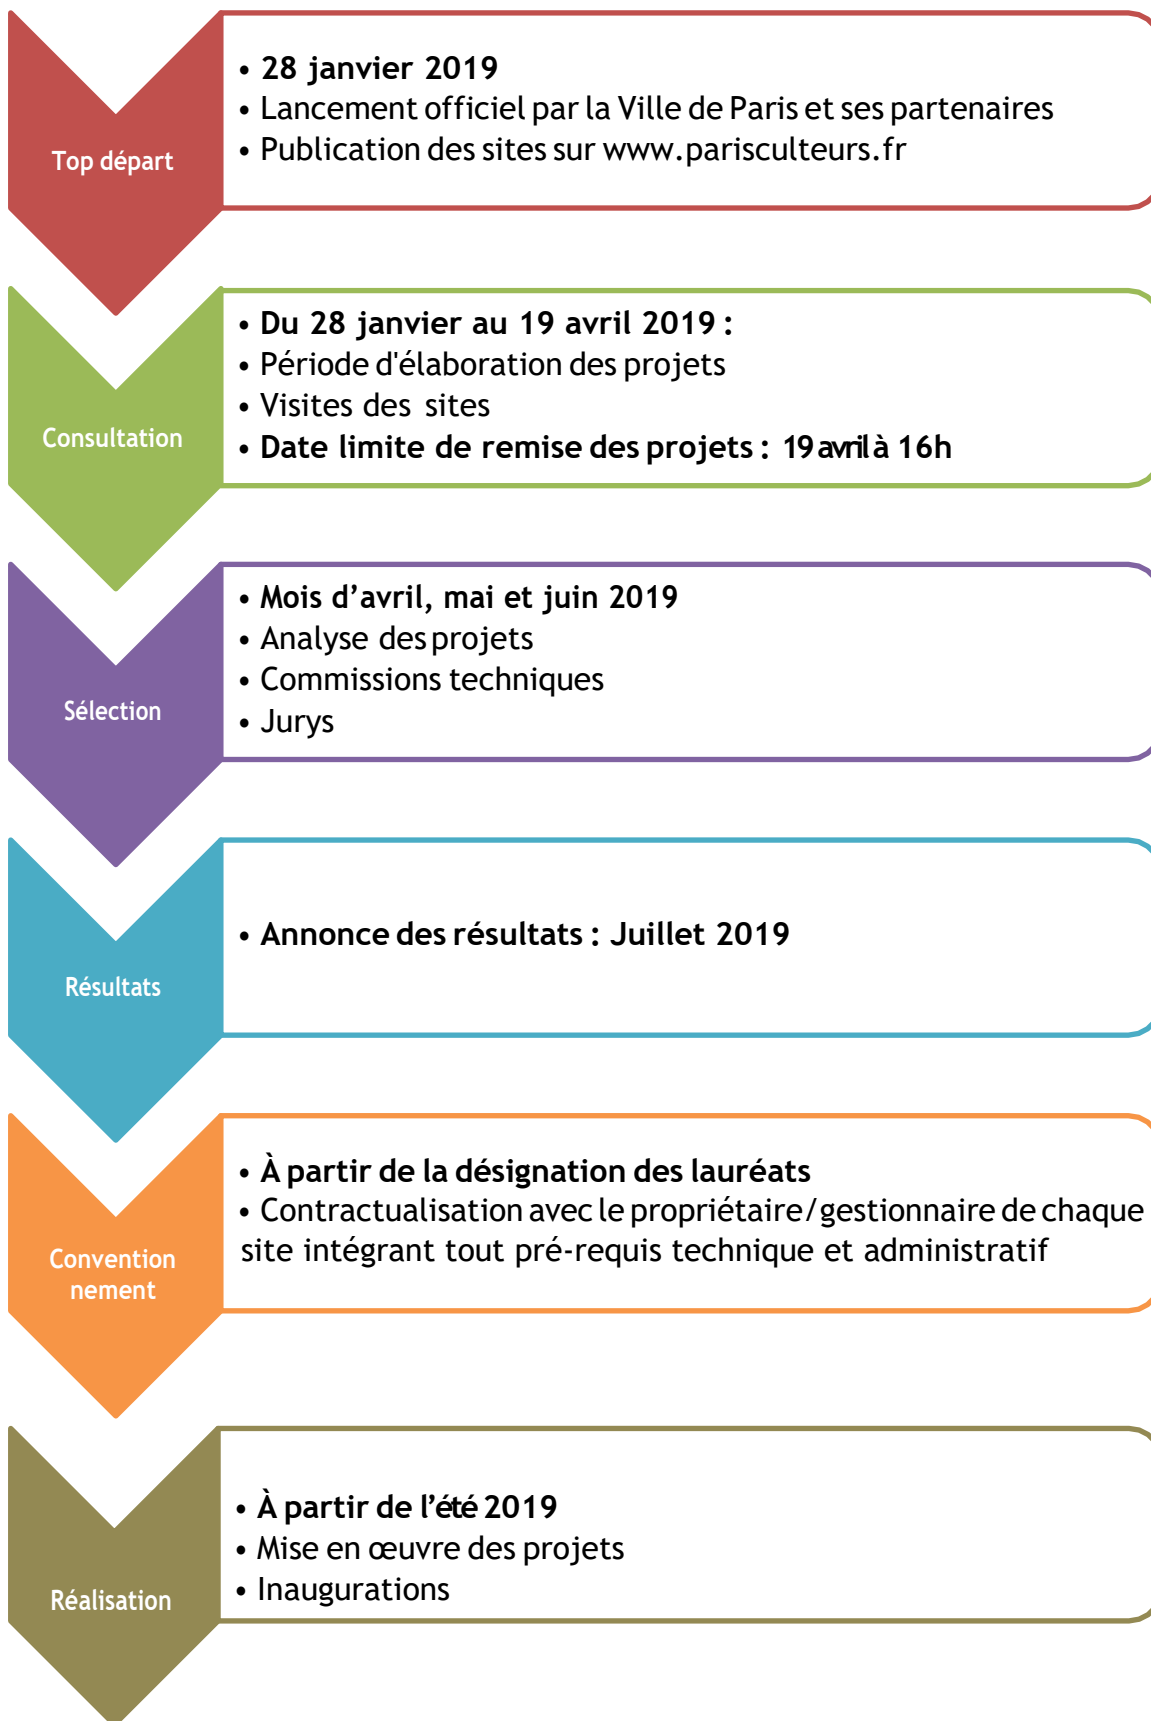 Top départ
• 28 janvier 2019
• Lancement officiel par la Ville de Paris et ses partenaires
• Publication des sites sur www.parisculteurs.fr
Consultation
• Du 28 janvier au 19 avril 2019 :
• Période d'élaboration des projets
• Visites des sites
• Date limite de remise des projets : 19 avril à 16h
Sélection
• Mois d’avril, mai et juin 2019
• Analyse des projets
• Commissions techniques
• Jurys
Résultats
• Annonce des résultats : Juillet 2019
Convention
nement
• À partir de la désignation des lauréats
• Contractualisation avec le propriétaire/gestionnaire de chaque
site intégrant tout pré-requis technique et administratif
Réalisation
• À partir de l’été 2019
• Mise en œuvre des projets
• Inaugurations